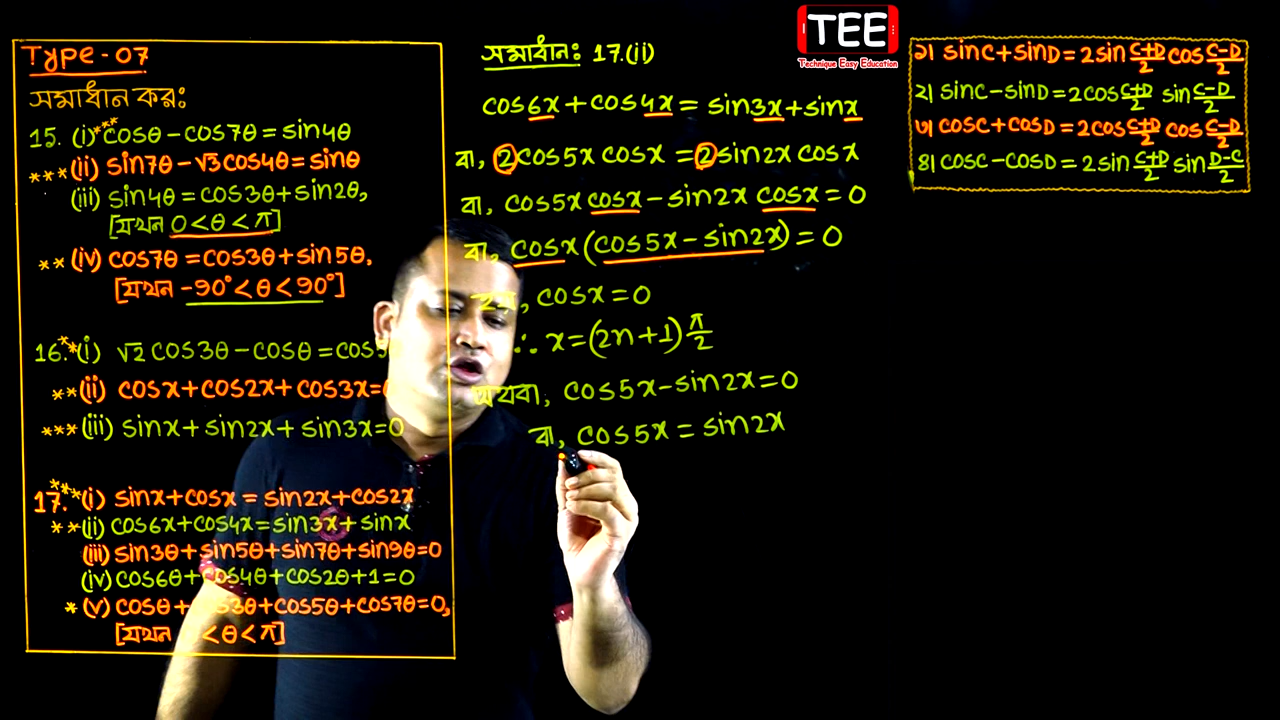 Type-07
সমাধান করঃ
15. (i)*** cosθ - cos7θ = sin4θ
***(ii) sin7θ - √3cos4θ = sinθ
(iii) sin4θ = cos3θ + sin2θ,
[যখন 0 < θ < π]
**(iv) cos7θ = cos3θ + sin5θ,
[যখন -90° < θ < 90°]
16.**(i) √2 cos3θ - cosθ = cos5
**(ii) cosx + cos2x + cos3x =
***(iii) sinx + sin2x + sin3x = 0
17.***(i) sinx + cosx = sin2x + cos2x
**(ii) cos6x + cos4x = sin3x + sinx
(iii) sin3θ + sin5θ + sin7θ + sin9θ = 0
(iv) cos6θ + cos4θ + cos2θ + 1 = 0
*(v) cosθ + cos3θ + cos5θ + cos7θ = 0,
[যখন < θ < π]
সমাধান: 17.(ii)
cos6x + cos4x = sin3x + sinx
বা, 2cos5x cosx = 2sin2x cosx
বা, cos5x cosx - sin2x cosx = 0
বা, cosx (cos5x - sin2x) = 0
হয়, cosx = 0
∴ x = (2n+1) π/2
অথবা, cos5x - sin2x = 0
বা, cos5x = sin2x
TEE
Technique Easy Education
১। sinC + sinD = 2sin (C+D)/2 cos (C-D)/2
২। sinC - sinD = 2cos (C+D)/2 sin (C-D)/2
৩। cosC + cosD = 2cos (C+D)/2 cos (C-D)/2
৪। cosC - cosD = 2sin (C+D)/2 sin (D-C)/2